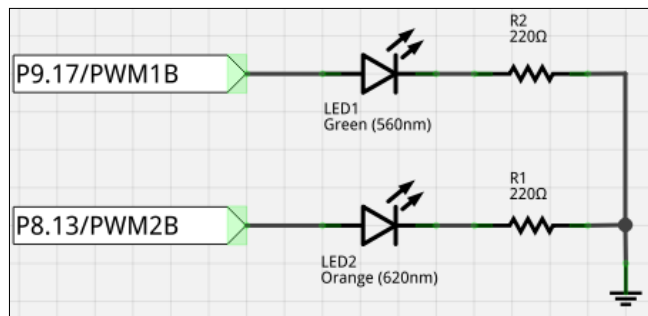 R2
220Ω
P9.17/PWM1B
LED1
Green (560nm)
R1
220Ω
P8.13/PWM2B
LED2
Orange (620nm)